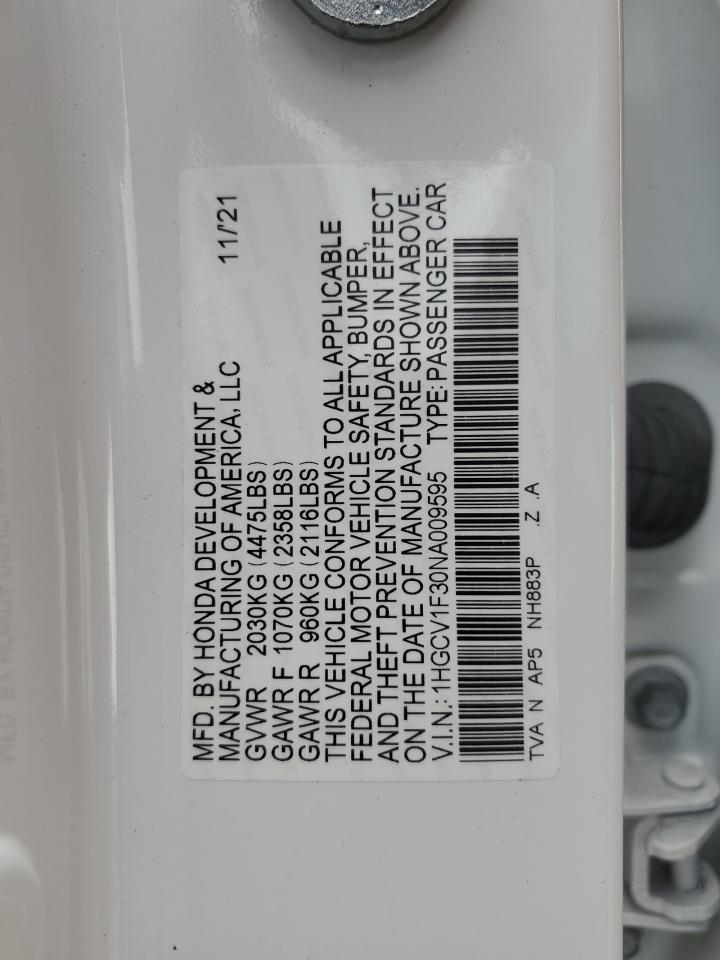 MFD. BY HONDA DEVELOPMENT &
MANUFACTURING OF AMERICA, LLC 11/'21
GVWR 2030KG (4475LBS)
GAWR F 1070KG (2358LBS)
GAWR R 960KG (2116LBS)
THIS VEHICLE CONFORMS TO ALL APPLICABLE
FEDERAL MOTOR VEHICLE SAFETY, BUMPER,
AND THEFT PREVENTION STANDARDS IN EFFECT
ON THE DATE OF MANUFACTURE SHOWN ABOVE.
V.I.N.: 1HGCV1F30NA009595 TYPE: PASSENGER CAR
TVA N AP5 NH883P .Z .A